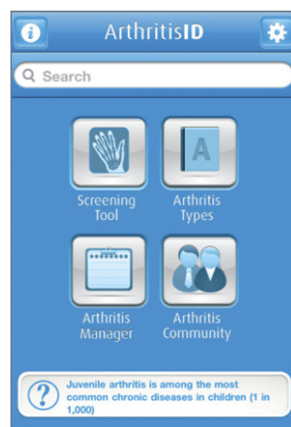 ArthritisID
Search
A
Screening
Tool
Arthritis
Types
Arthritis
Manager
Arthritis
Community
Juvenile arthritis is among the most
common chronic diseases in children (1 in
1,000)